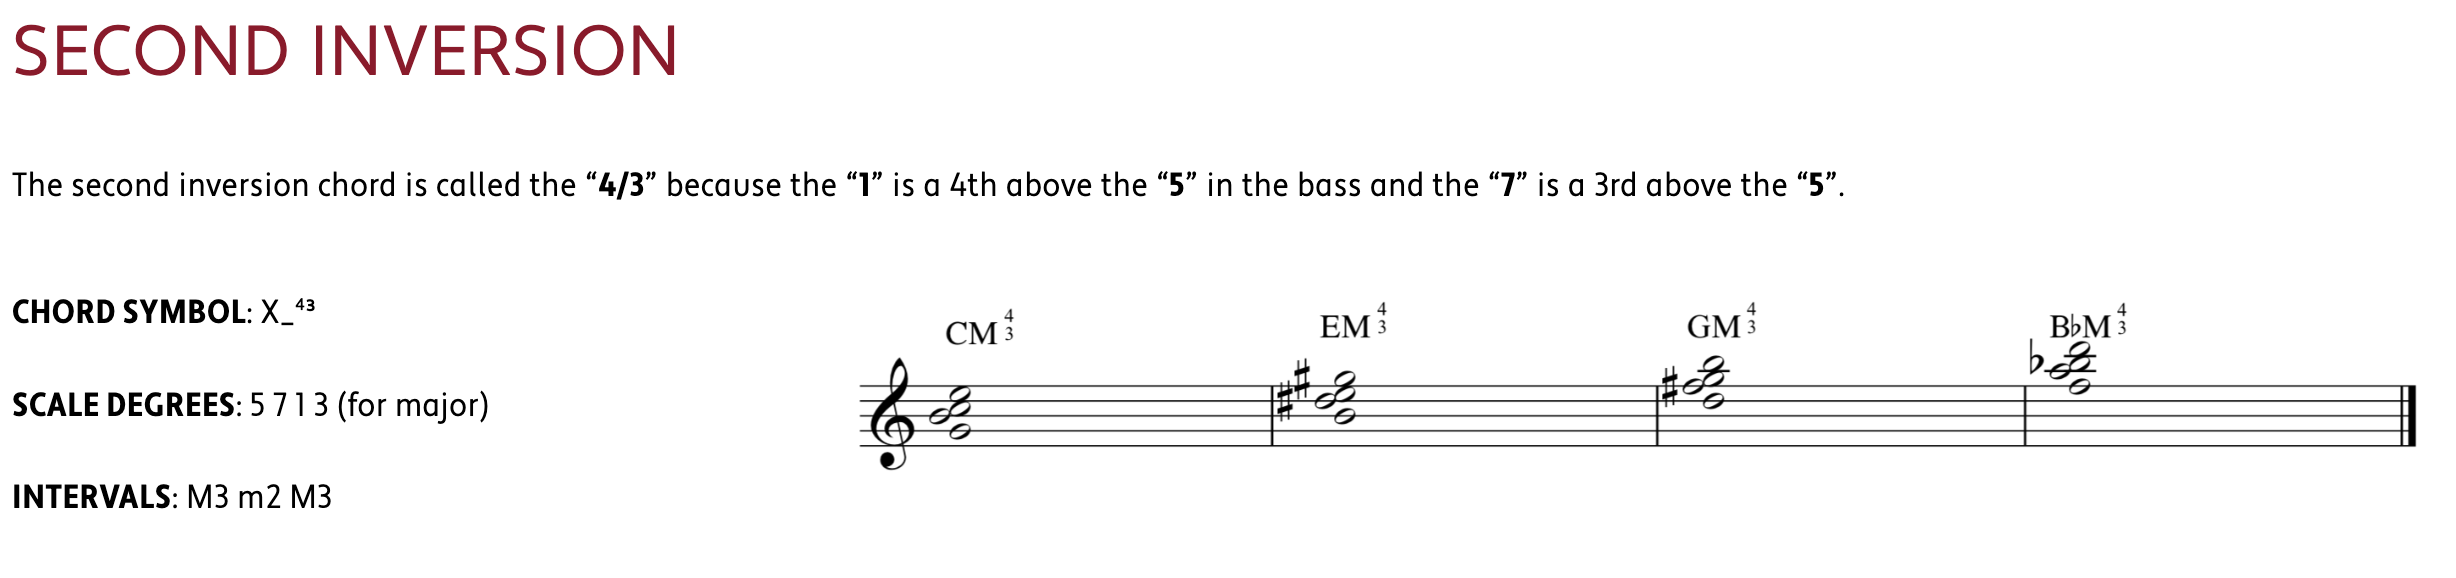 SECOND INVERSION
The second inversion chord is called the “4/3” because the “1” is a 4th above the “5” in the bass and the “7” is a 3rd above the “5”.
CHORD SYMBOL: X_⁴³
SCALE DEGREES: 5 7 1 3 (for major)
INTERVALS: M3 m2 M3
CM 4 3 EM 4 3 GM 4 3 B♭M 4 3